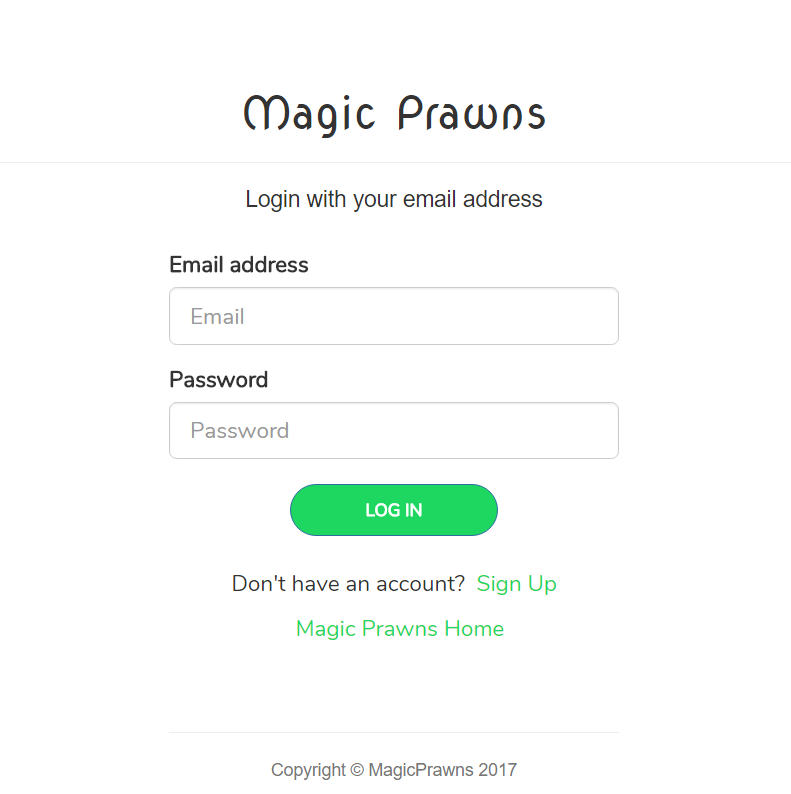 Magic Prawns
Login with your email address
Email address
Email
Password
Password
LOG IN
Don't have an account? Sign Up
Magic Prawns Home
Copyright © MagicPrawns 2017